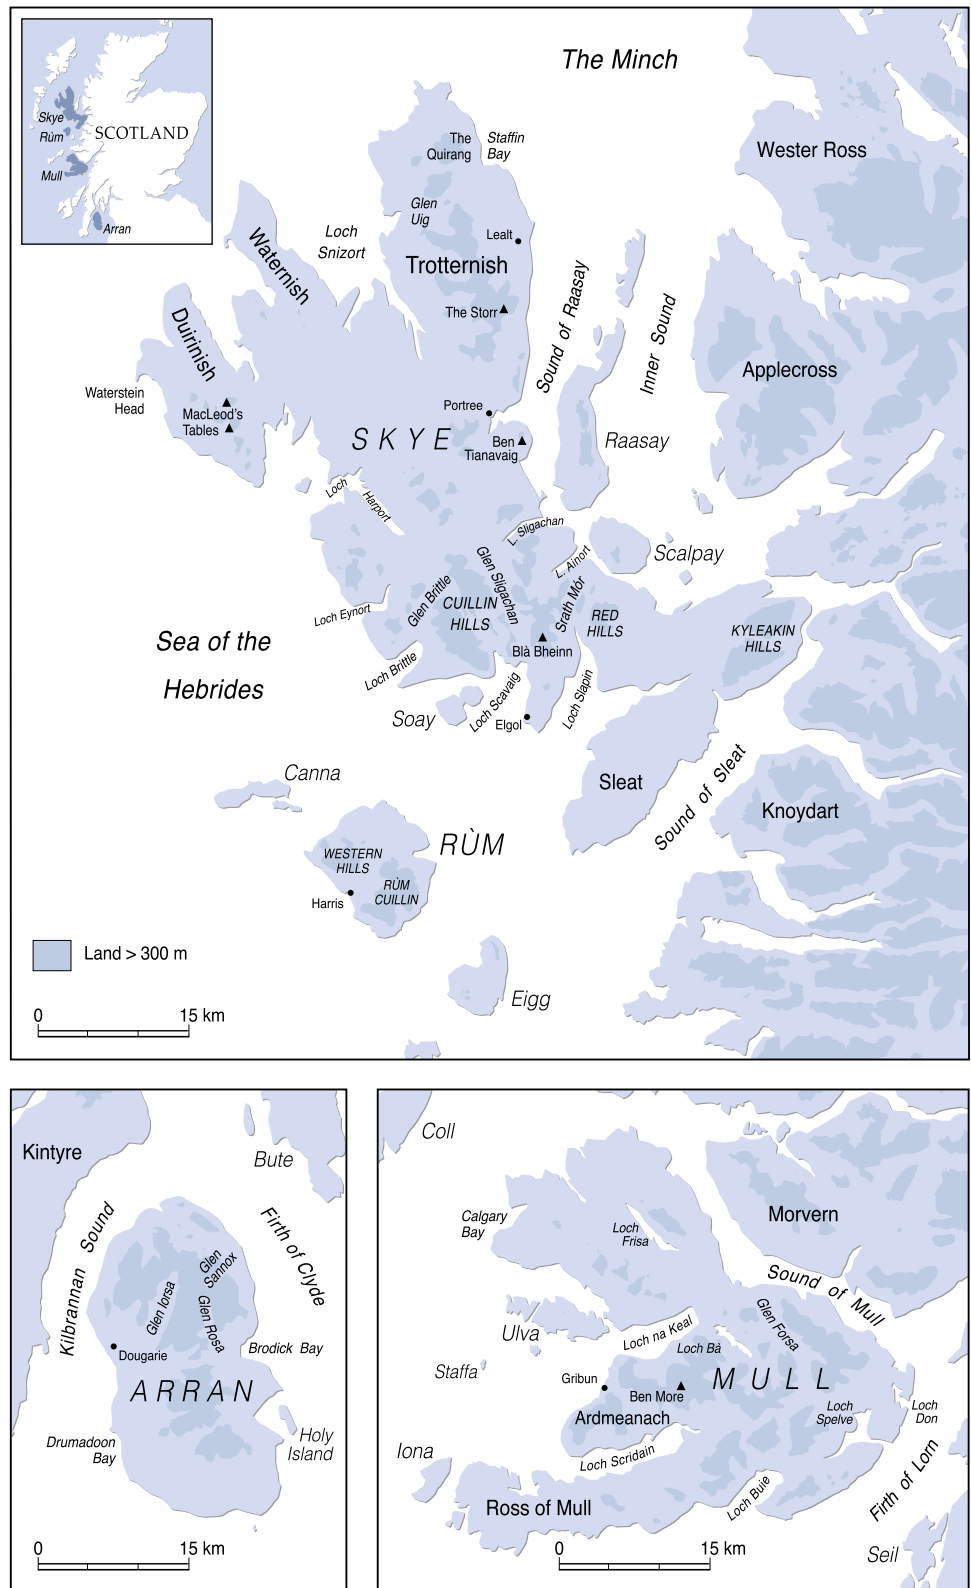 The Minch
Skye
Rùm
SCOTLAND
Mull
Arran
The
Quirang
Staffin
Bay
Wester Ross
Glen
Uig
Loch
Snizort
Lealt
Waternish
Trotternish
The Storr
Sound of Raasay
Inner Sound
Duirinish
Applecross
Waterstein
Head
MacLeod's
Tables
Portree
SKYE
Ben
Tianavaig
Raasay
Loch
Harport
L. Sligachan
Scalpay
L. Ainort
Glen Sligachan
Glen Brittle
CUILLIN
HILLS
Srath Mòr
RED
HILLS
Loch Eynort
KYLEAKIN
HILLS
Sea of the
Hebrides
Blà Bheinn
Loch Brittle
Loch Scavaig
Loch Slapin
Soay
Elgol
Canna
Sleat
Sound of Sleat
Knoydart
RÙM
WESTERN
HILLS
RÙM
CUILLIN
Harris
Land > 300 m
Eigg
0
15 km
Kintyre
Bute
Kilbrannan Sound
Firth of Clyde
Glen
Sannox
Glen Iorsa
Glen Rosa
Dougarie
Brodick Bay
ARRAN
Drumadoon
Bay
Holy
Island
0
15 km
Coll
Calgary
Bay
Loch
Frisa
Morvern
Sound of Mull
Ulva
Loch na Keal
Glen Forsa
Loch Bà
Staffa
Gribun
Ben More
MULL
Ardmeanach
Loch
Spelve
Loch
Don
Iona
Loch Scridain
Ross of Mull
Loch Buie
Firth of Lorn
Seil
0
15 km